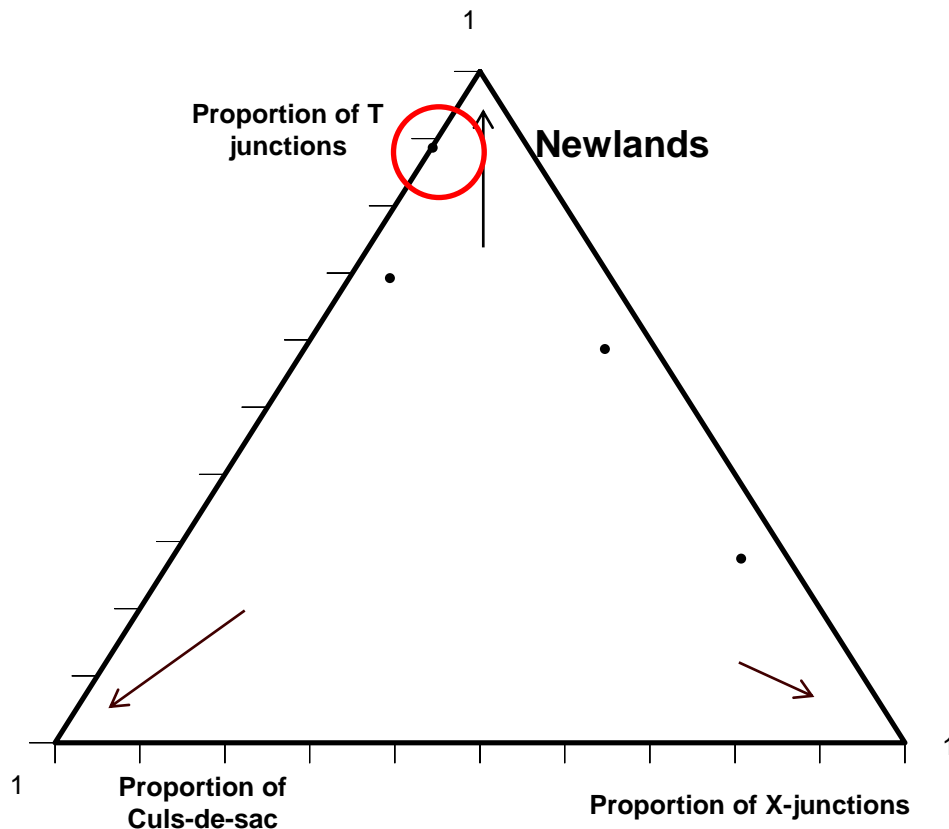 1
Proportion of T
junctions
Newlands
1
1
Proportion of
Culs-de-sac
Proportion of X-junctions